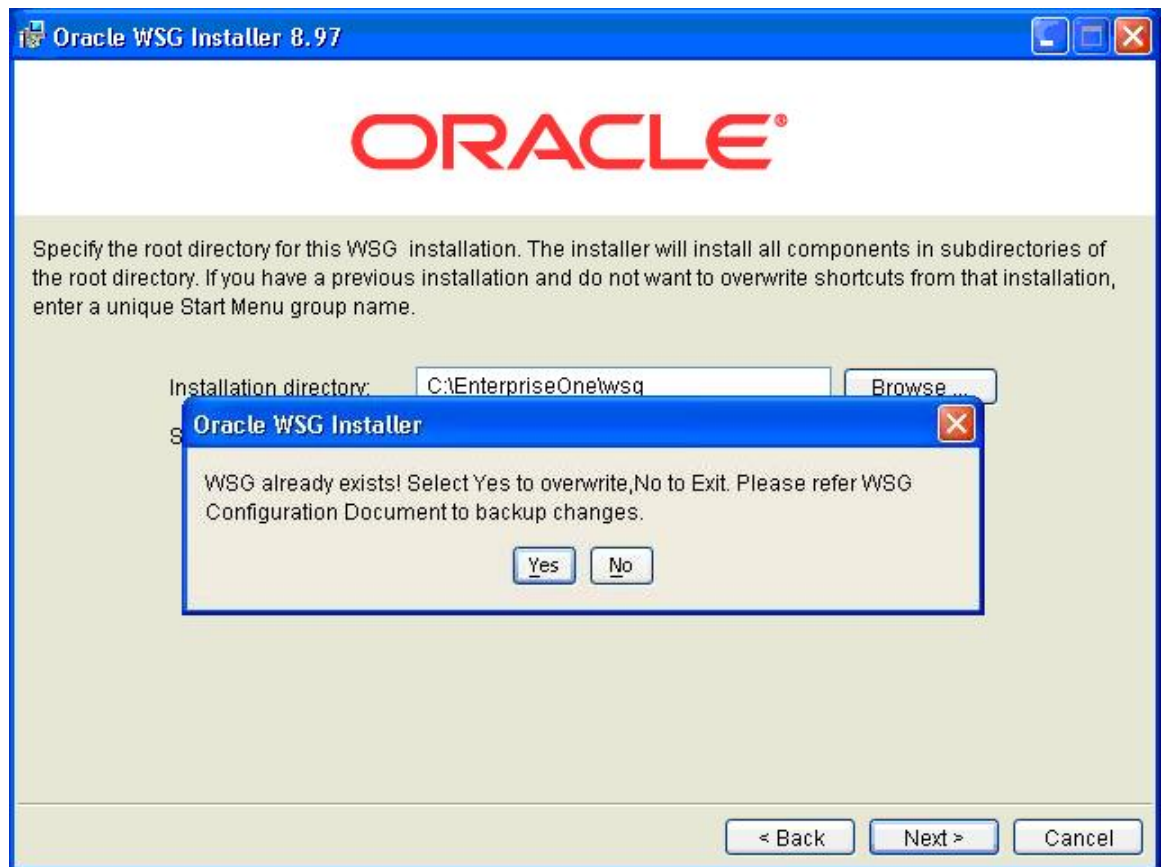 Oracle WSG Installer 8.97
ORACLE®
Specify the root directory for this WSG installation. The installer will install all components in subdirectories of
the root directory. If you have a previous installation and do not want to overwrite shortcuts from that installation,
enter a unique Start Menu group name.
Installation directory: C:\EnterpriseOne\wsg Browse ...
S
Oracle WSG Installer
WSG already exists! Select Yes to overwrite,No to Exit. Please refer WSG
Configuration Document to backup changes.
Yes No
< Back Next > Cancel